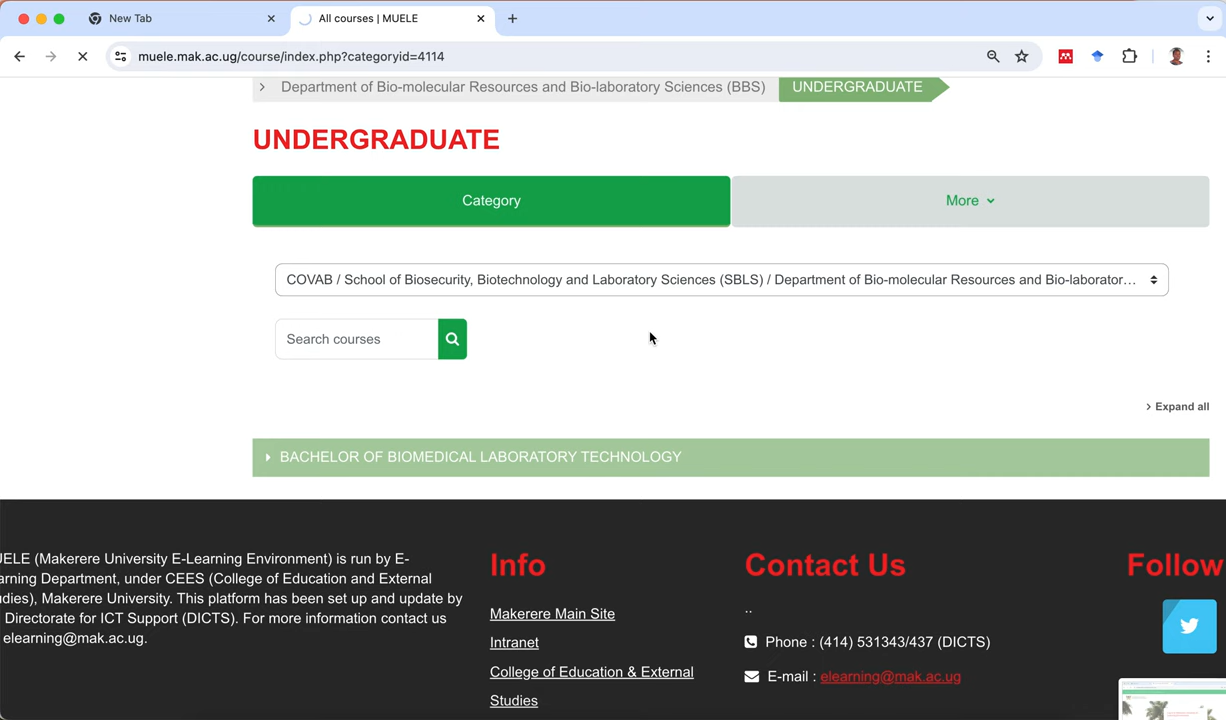 New Tab
All courses | MUELE
muele.mak.ac.ug/course/index.php?categoryid=4114
Department of Bio-molecular Resources and Bio-laboratory Sciences (BBS)
UNDERGRADUATE
UNDERGRADUATE
Category
More
COVAB / School of Biosecurity, Biotechnology and Laboratory Sciences (SBLS) / Department of Bio-molecular Resources and Bio-laborator...
Search courses
Expand all
BACHELOR OF BIOMEDICAL LABORATORY TECHNOLOGY
UELE (Makerere University E-Learning Environment) is run by E-
arning Department, under CEES (College of Education and External
udies), Makerere University. This platform has been set up and update by
Directorate for ICT Support (DICTS). For more information contact us
elearning@mak.ac.ug.
Info
Makerere Main Site
Intranet
College of Education & External
Studies
Contact Us
..
Phone : (414) 531343/437 (DICTS)
E-mail : elearning@mak.ac.ug
Follow